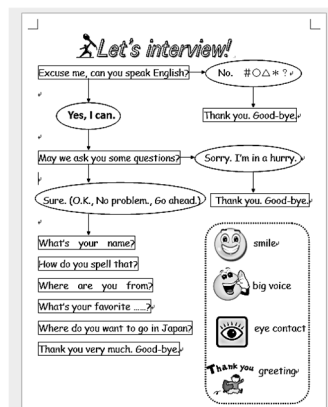 Let's interview!
Excuse me, can you speak English?
No. #○△*?
Yes, I can.
Thank you. Good-bye.
May we ask you some questions?
Sorry. I'm in a hurry.
Sure. (O.K., No problem., Go ahead.)
Thank you. Good-bye.
What's your name?
How do you spell that?
Where are you from?
What's your favorite ……?
Where do you want to go in Japan?
Thank you very much. Good-bye.
smile
big voice
eye contact
Thank you
greeting